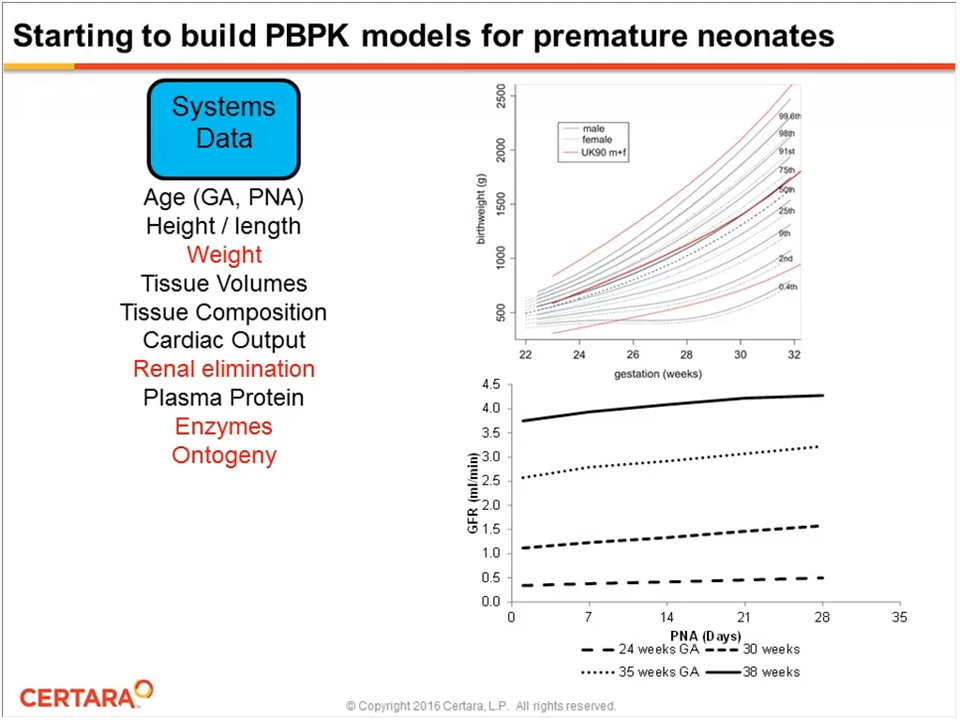 Starting to build PBPK models for premature neonates
Systems
Data
Age (GA, PNA)
Height / length
Weight
Tissue Volumes
Tissue Composition
Cardiac Output
Renal elimination
Plasma Protein
Enzymes
Ontogeny
birthweight (g)
2500
2000
1500
1000
500
male
female
UK90 m+f
99.6th
98th
91st
75th
50th
25th
9th
2nd
0.4th
22 24 26 28 30 32
gestation (weeks)
GFR (ml/min)
4.5
4.0
3.5
3.0
2.5
2.0
1.5
1.0
0.5
0.0
0 7 14 21 28 35
PNA (Days)
24 weeks GA 30 weeks
35 weeks GA 38 weeks
CERTARA
© Copyright 2016 Certara, L.P. All rights reserved.